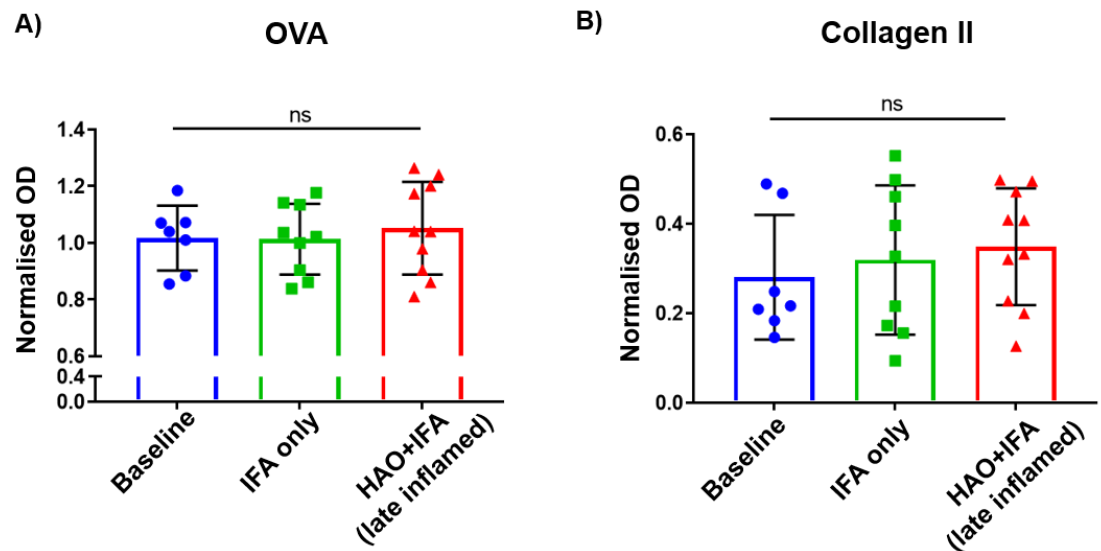 A)
OVA
ns
Normalised OD
1.4
1.2
1.0
0.8
0.6
0.4
0.0
Baseline
IFA only
HAO+IFA
(late inflamed)
B)
Collagen II
ns
Normalised OD
0.6
0.4
0.2
0.0
Baseline
IFA only
HAO+IFA
(late inflamed)